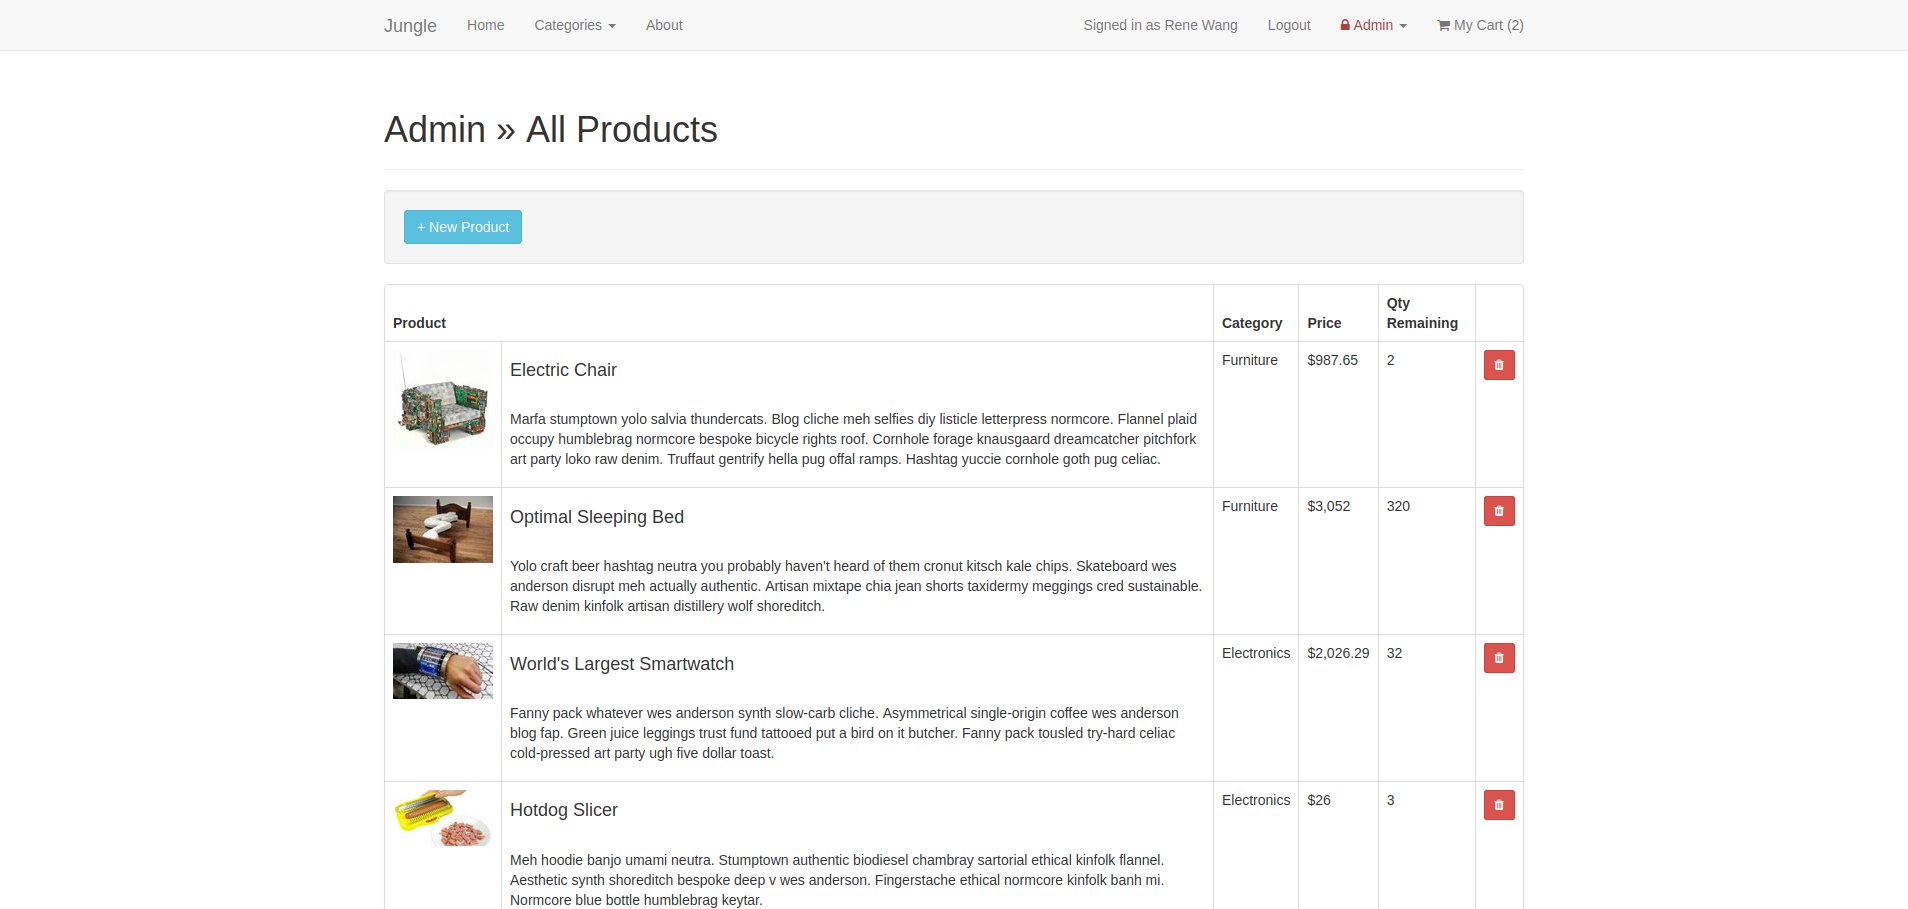 Jungle Home Categories About Signed in as Rene Wang Logout Admin My Cart (2)
Admin » All Products
+ New Product
Product Category Price Qty Remaining
Electric Chair Furniture $987.65 2
Marfa stumptown yolo salvia thundercats. Blog cliche meh selfies diy listicle letterpress normcore. Flannel plaid
occupy humblebrag normcore bespoke bicycle rights roof. Cornhole forage knausgaard dreamcatcher pitchfork
art party loko raw denim. Truffaut gentrify hella pug offal ramps. Hashtag yuccie cornhole goth pug celiac.
Optimal Sleeping Bed Furniture $3,052 320
Yolo craft beer hashtag neutra you probably haven't heard of them cronut kitsch kale chips. Skateboard wes
anderson disrupt meh actually authentic. Artisan mixtape chia jean shorts taxidermy meggings cred sustainable.
Raw denim kinfolk artisan distillery wolf shoreditch.
World's Largest Smartwatch Electronics $2,026.29 32
Fanny pack whatever wes anderson synth slow-carb cliche. Asymmetrical single-origin coffee wes anderson
blog fap. Green juice leggings trust fund tattooed put a bird on it butcher. Fanny pack tousled try-hard celiac
cold-pressed art party ugh five dollar toast.
Hotdog Slicer Electronics $26 3
Meh hoodie banjo umami neutra. Stumptown authentic biodiesel chambray sartorial ethical kinfolk flannel.
Aesthetic synth shoreditch bespoke deep v wes anderson. Fingerstache ethical normcore kinfolk banh mi.
Normcore blue bottle humblebrag keytar.